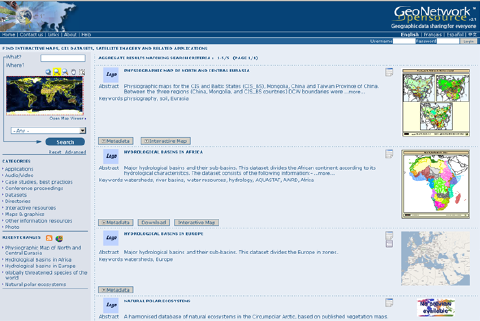 GeoNetwork
Opensource
Geographic data sharing for everyone
Home | Contact us | Links | About | Help
English | Français | Español | 中文
Username Password Login
FIND INTERACTIVE MAPS, GIS DATASETS, SATELLITE IMAGERY AND RELATED APPLICATIONS
What?
Where?
Open Map Viewer
- Any -
Search
Reset Advanced
CATEGORIES
Applications
Audio/Video
Case studies, best practices
Conference proceedings
Datasets
Directories
Interactive resources
Maps & graphics
Other information resources
Photo
RECENT CHANGES
Physiographic Map of North and
Central Eurasia
Hydrological Basins in Africa
Hydrological basins in Europe
Globally threatened species of the
world
Natural polar ecosystems
AGGREGATE RESULTS MATCHING SEARCH CRITERIA : 1-5/5 (PAGE 1/1)
Logo
PHYSIOGRAPHIC MAP OF NORTH AND CENTRAL EURASIA
Abstract Physiographic maps for the CIS and Baltic States (CIS_BS), Mongolia, China and Taiwan Province of China.
Between the three regions (China, Mongolia, and CIS_BS countries) DCW boundaries were ...more...
Keywords physiography, soil, Eurasia
Metadata Interactive Map
Logo
HYDROLOGICAL BASINS IN AFRICA
Abstract Major hydrological basins and their sub-basins. This dataset divides the African continent according to its
hydrological characteristics. The dataset consists of the following information:- ...more...
Keywords watersheds, river basins, water resources, hydrology, AQUASTAT, AWRB, Africa
Metadata Download Interactive Map
Logo
HYDROLOGICAL BASINS IN EUROPE
Abstract Major hydrological basins and their sub-basins. This dataset divides the Europe in zones.
Keywords watersheds, Europe
Metadata
Logo
NATURAL POLAR ECOSYSTEMS
Abstract A harmonised database of natural ecosystems in the Circumpolar Arctic, based on published vegetation maps.